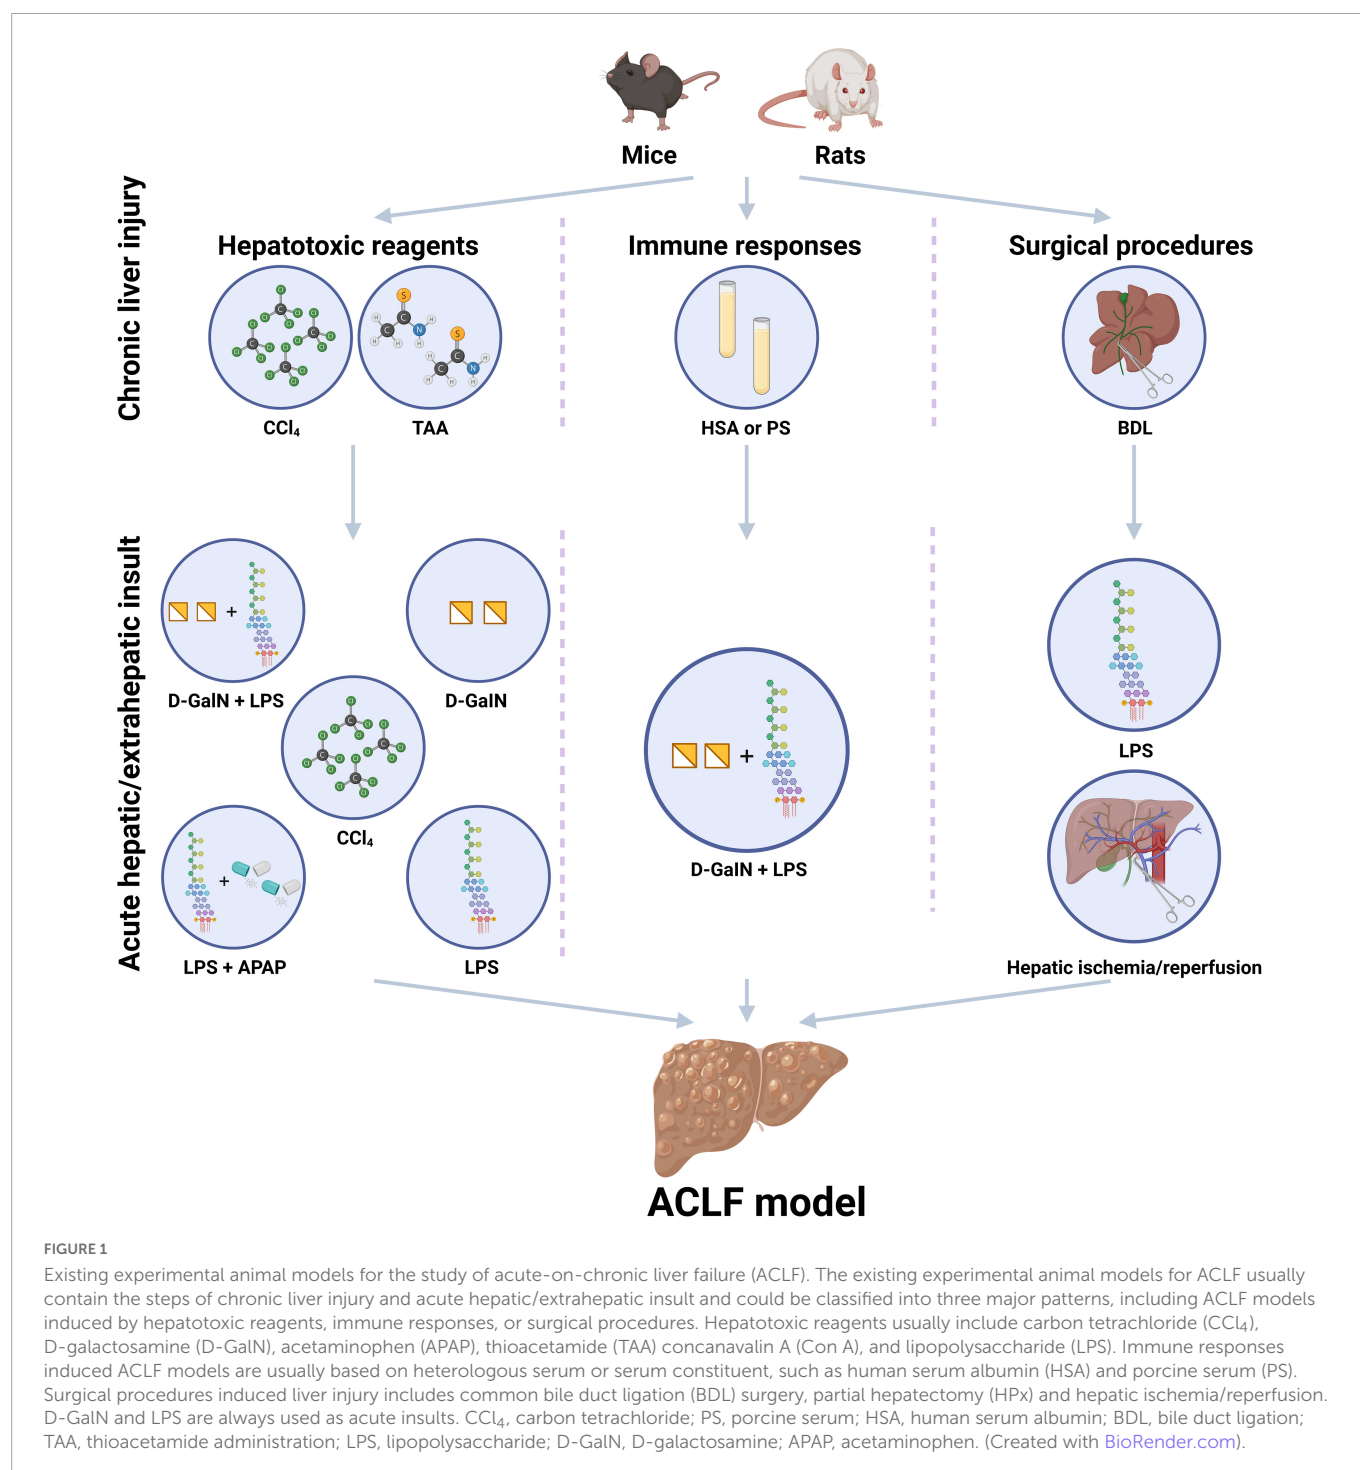 Mice
Rats
Chronic liver injury
Hepatotoxic reagents
Immune responses
Surgical procedures
CCl₄
TAA
HSA or PS
BDL
Acute hepatic/extrahepatic insult
D-GalN + LPS
D-GalN
CCl₄
LPS + APAP
LPS
D-GalN + LPS
LPS
Hepatic ischemia/reperfusion
ACLF model
FIGURE 1
Existing experimental animal models for the study of acute-on-chronic liver failure (ACLF). The existing experimental animal models for ACLF usually
contain the steps of chronic liver injury and acute hepatic/extrahepatic insult and could be classified into three major patterns, including ACLF models
induced by hepatotoxic reagents, immune responses, or surgical procedures. Hepatotoxic reagents usually include carbon tetrachloride (CCl₄),
D-galactosamine (D-GalN), acetaminophen (APAP), thioacetamide (TAA) concanavalin A (Con A), and lipopolysaccharide (LPS). Immune responses
induced ACLF models are usually based on heterologous serum or serum constituent, such as human serum albumin (HSA) and porcine serum (PS).
Surgical procedures induced liver injury includes common bile duct ligation (BDL) surgery, partial hepatectomy (HPx) and hepatic ischemia/reperfusion.
D-GalN and LPS are always used as acute insults. CCl₄, carbon tetrachloride; PS, porcine serum; HSA, human serum albumin; BDL, bile duct ligation;
TAA, thioacetamide administration; LPS, lipopolysaccharide; D-GalN, D-galactosamine; APAP, acetaminophen. (Created with BioRender.com).